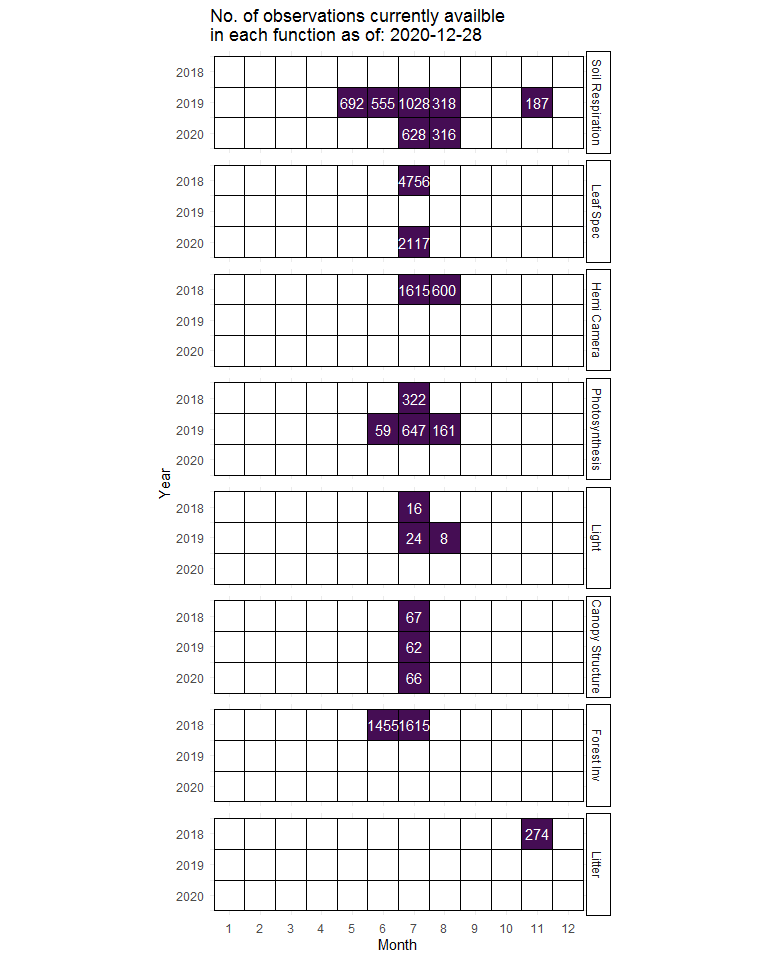 No. of observations currently availble
in each function as of: 2020-12-28
2018
2019 692 555 1028 318 187
2020 628 316
Soil Respiration
2018 4756
2019
2020 2117
Leaf Spec
2018 1615 600
2019
2020
Hemi Camera
2018 322
2019 59 647 161
2020
Photosynthesis
Year
2018 16
2019 24 8
2020
Light
2018 67
2019 62
2020 66
Canopy Structure
2018 1455 1615
2019
2020
Forest Inv
2018 274
2019
2020
Litter
1 2 3 4 5 6 7 8 9 10 11 12
Month